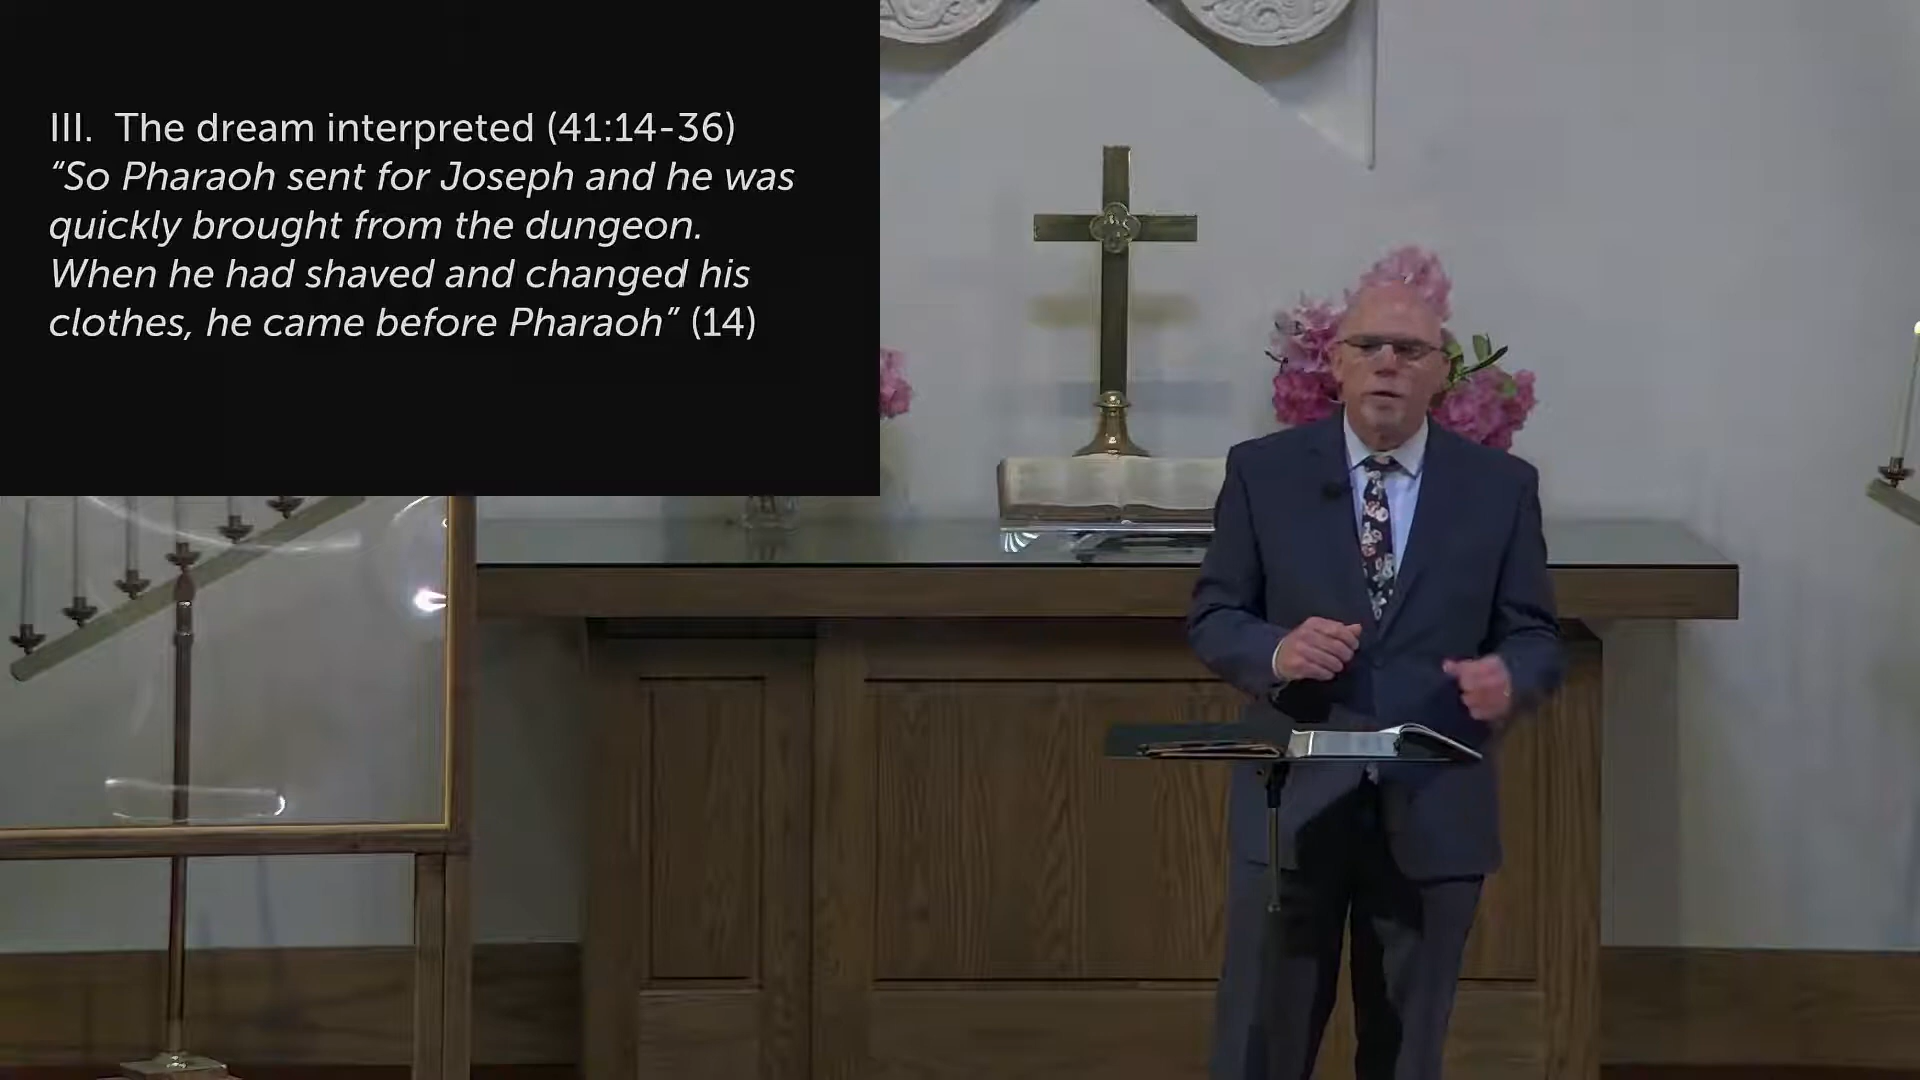 III. The dream interpreted (41:14-36)
“So Pharaoh sent for Joseph and he was
quickly brought from the dungeon.
When he had shaved and changed his
clothes, he came before Pharaoh” (14)